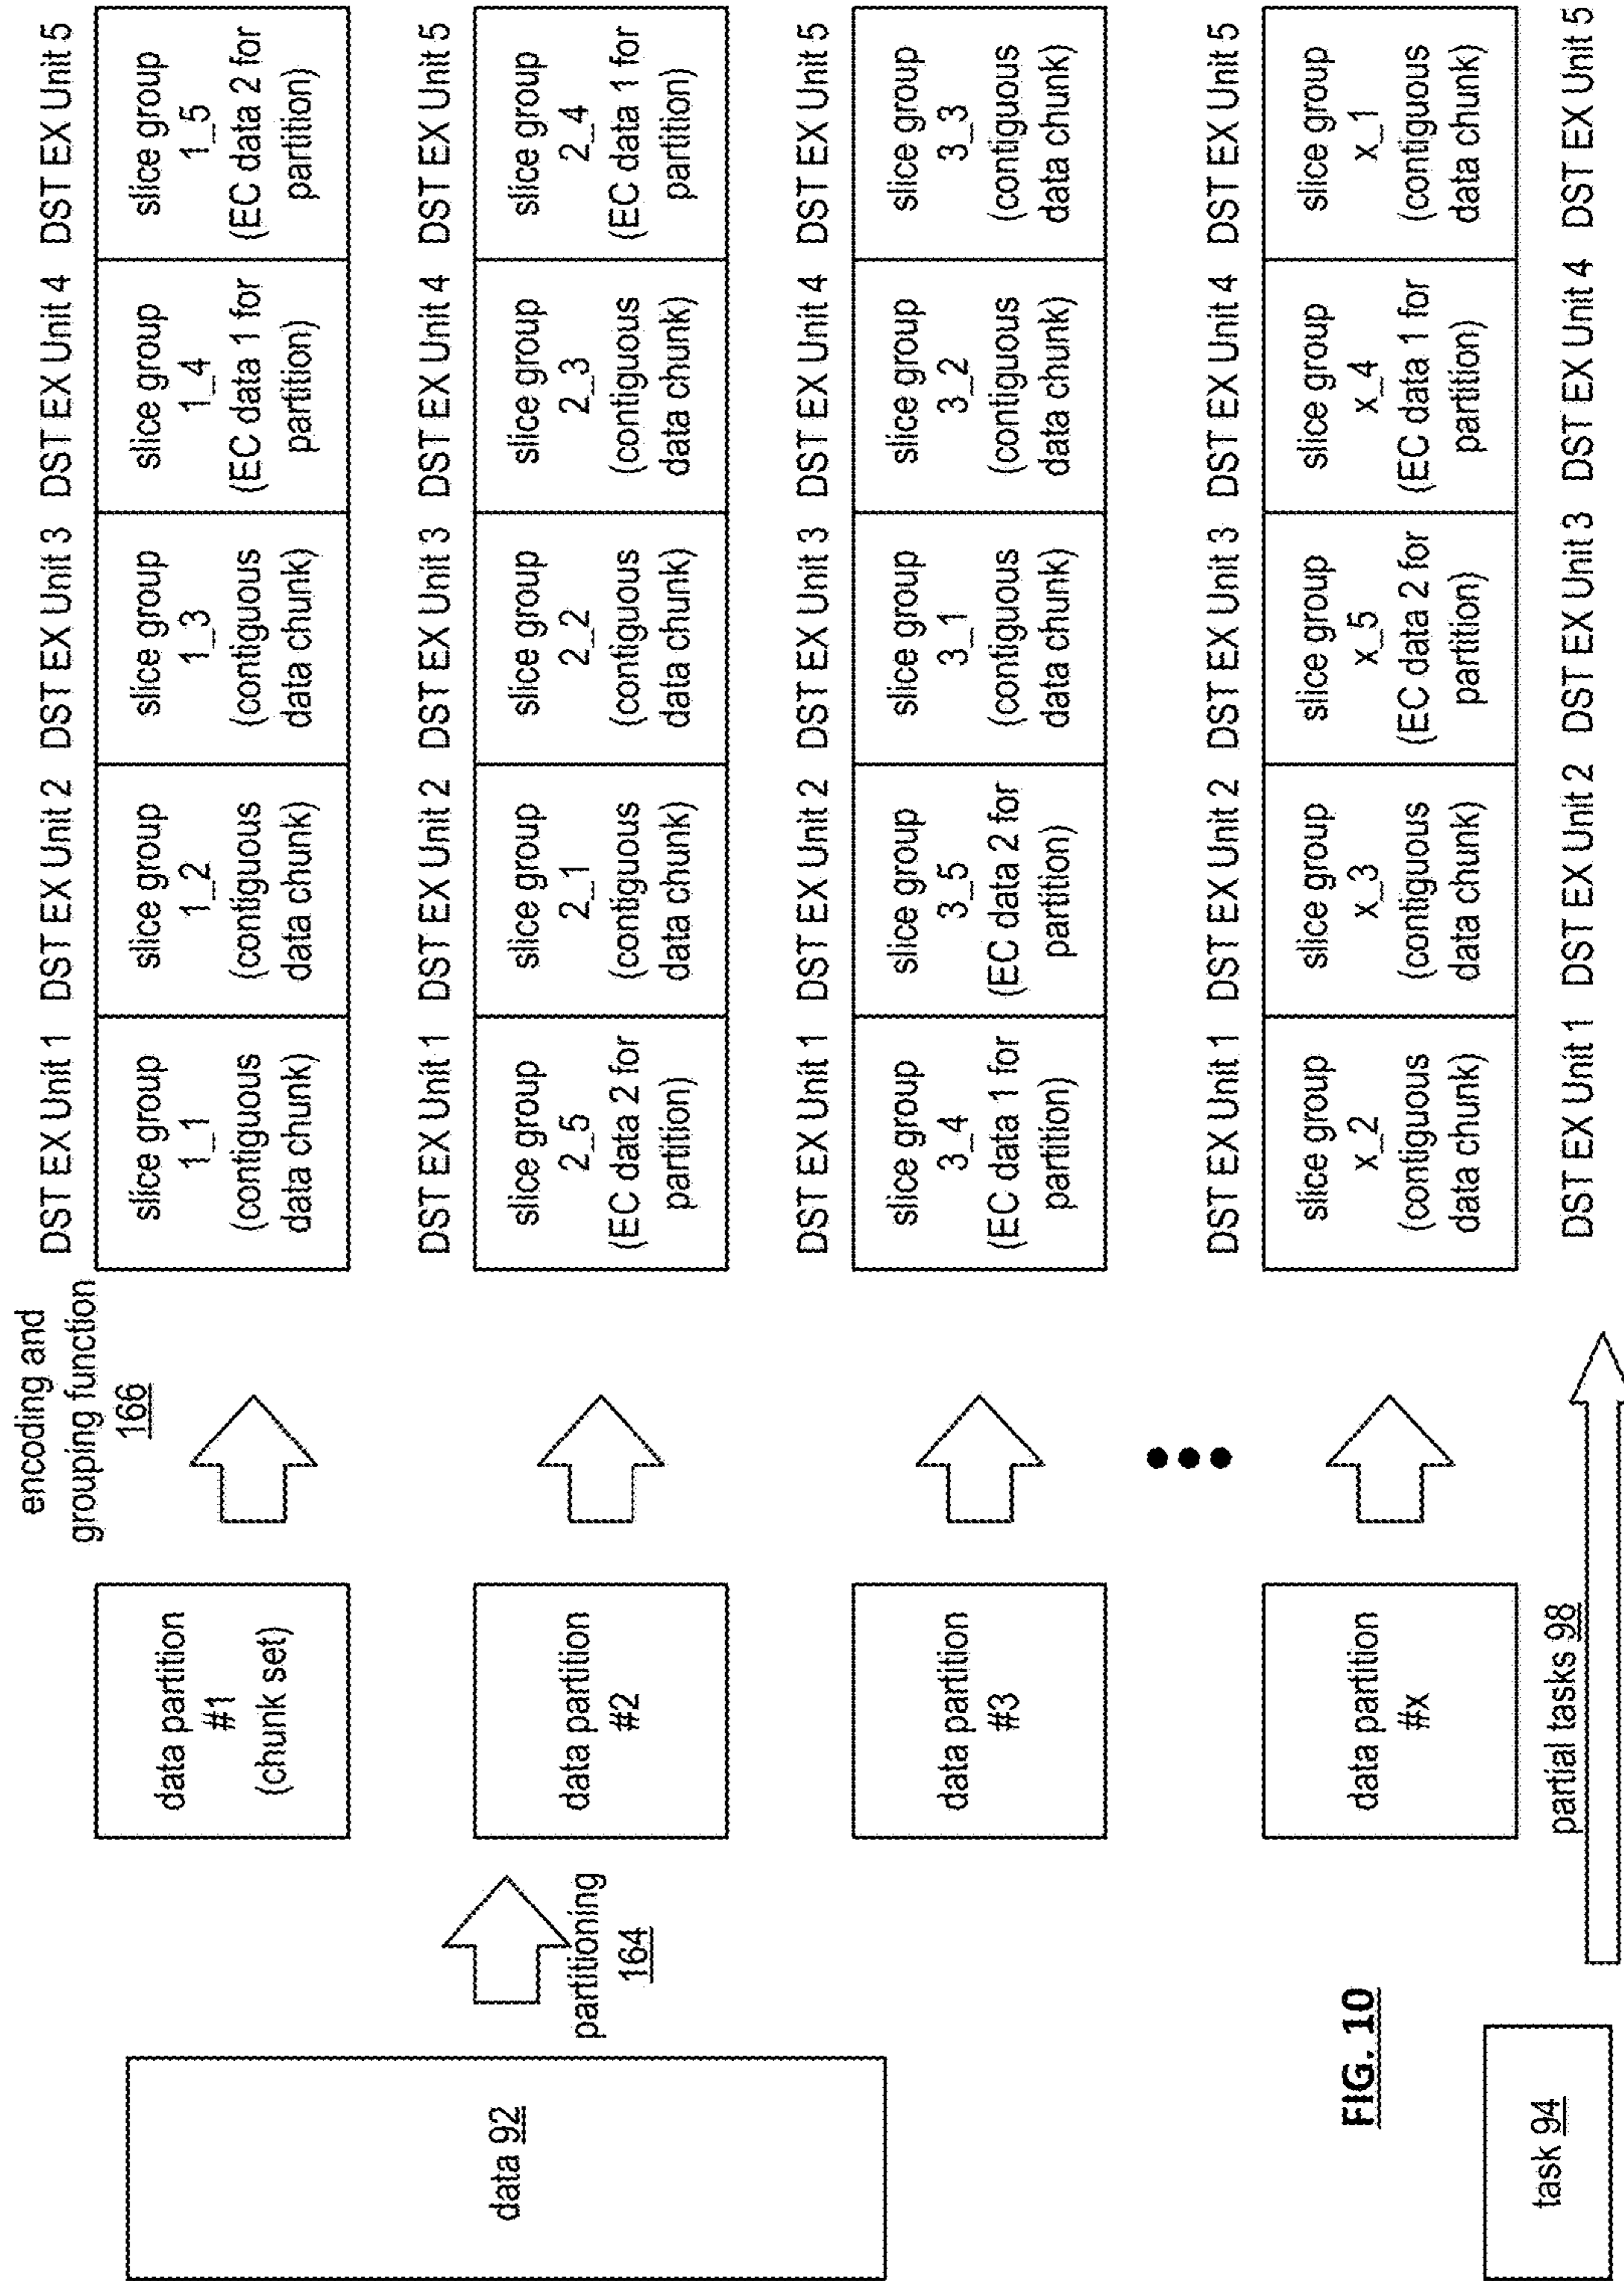 encoding and
grouping function
166
data 92
partitioning
164
data partition
#1
(chunk set)
DST EX Unit 1 DST EX Unit 2 DST EX Unit 3 DST EX Unit 4 DST EX Unit 5
slice group
1_1
(contiguous
data chunk)
slice group
1_2
(contiguous
data chunk)
slice group
1_3
(contiguous
data chunk)
slice group
1_4
(EC data 1 for
partition)
slice group
1_5
(EC data 2 for
partition)
data partition
#2
DST EX Unit 1 DST EX Unit 2 DST EX Unit 3 DST EX Unit 4 DST EX Unit 5
slice group
2_5
(EC data 2 for
partition)
slice group
2_1
(contiguous
data chunk)
slice group
2_2
(contiguous
data chunk)
slice group
2_3
(contiguous
data chunk)
slice group
2_4
(EC data 1 for
partition)
data partition
#3
DST EX Unit 1 DST EX Unit 2 DST EX Unit 3 DST EX Unit 4 DST EX Unit 5
slice group
3_4
(EC data 1 for
partition)
slice group
3_5
(EC data 2 for
partition)
slice group
3_1
(contiguous
data chunk)
slice group
3_2
(contiguous
data chunk)
slice group
3_3
(contiguous
data chunk)
data partition
#x
DST EX Unit 1 DST EX Unit 2 DST EX Unit 3 DST EX Unit 4 DST EX Unit 5
slice group
x_2
(contiguous
data chunk)
slice group
x_3
(contiguous
data chunk)
slice group
x_5
(EC data 2 for
partition)
slice group
x_4
(EC data 1 for
partition)
slice group
x_1
(contiguous
data chunk)
FIG. 10
task 94
partial tasks 98
DST EX Unit 1 DST EX Unit 2 DST EX Unit 3 DST EX Unit 4 DST EX Unit 5